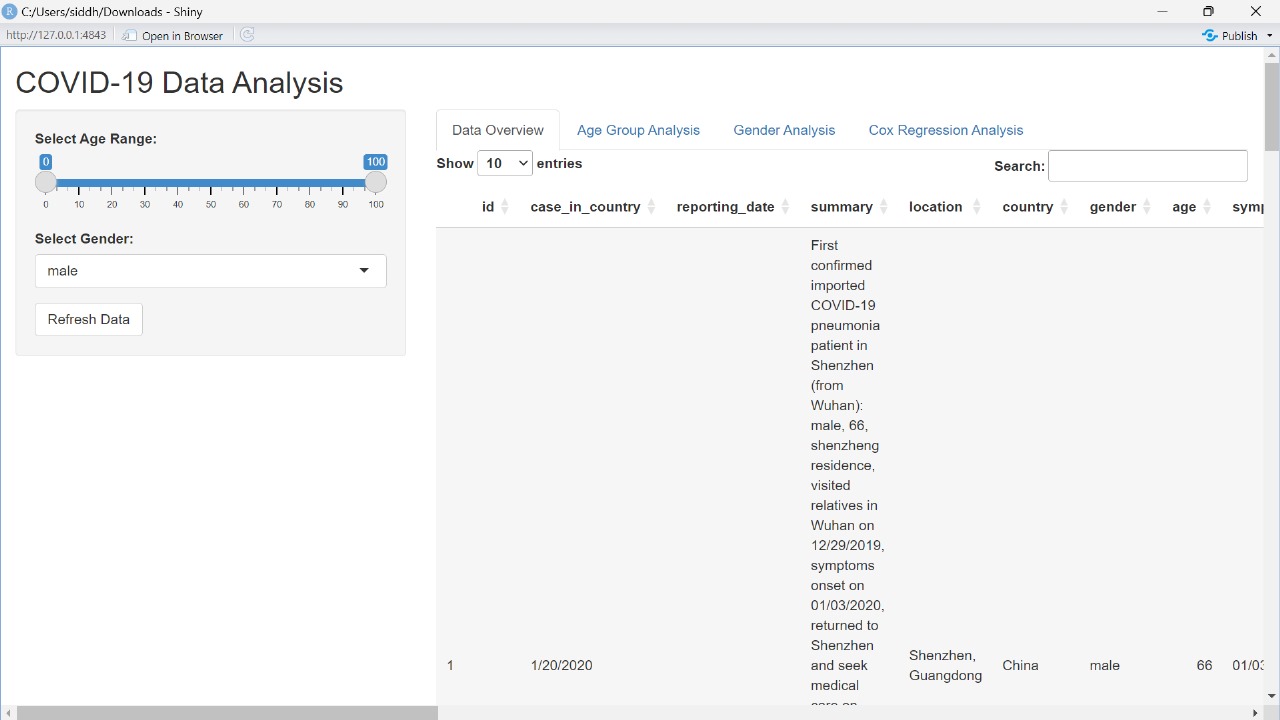 C:/Users/siddh/Downloads - Shiny
http://127.0.0.1:4843 Open in Browser Publish
COVID-19 Data Analysis
Select Age Range:
0 100
0 10 20 30 40 50 60 70 80 90 100
Select Gender:
male
Refresh Data
Data Overview Age Group Analysis Gender Analysis Cox Regression Analysis
Show 10 entries Search:
id case_in_country reporting_date summary location country gender age symp
First
confirmed
imported
COVID-19
pneumonia
patient in
Shenzhen
(from
Wuhan):
male, 66,
shenzheng
residence,
visited
relatives in
Wuhan on
12/29/2019,
symptoms
onset on
01/03/2020,
returned to
Shenzhen
and seek
medical
care on
1 1/20/2020 Shenzhen, Guangdong China male 66 01/03